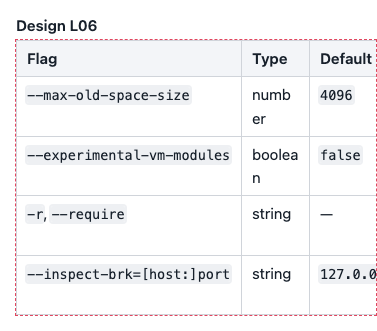 Design L06
Flag Type Default
--max-old-space-size numb 4096
er
--experimental-vm-modules boolea false
n
-r, --require string —
--inspect-brk=[host:]port string 127.0.0